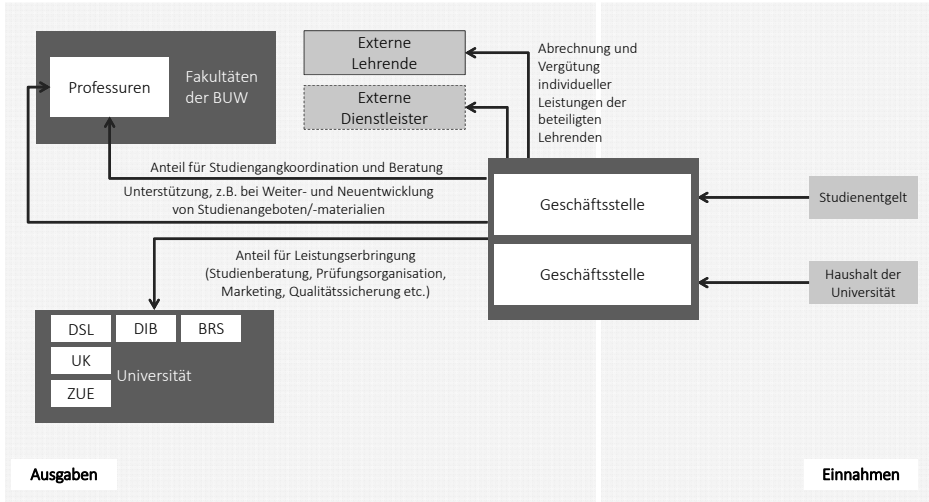 Professuren
Fakultäten
der BUW
Externe
Lehrende
Externe
Dienstleister
Abrechnung und
Vergütung
individueller
Leistungen der
beteiligten
Lehrenden
Anteil für Studiengangkoordination und Beratung
Unterstützung, z.B. bei Weiter- und Neuentwicklung
von Studienangeboten/-materialien
Geschäftsstelle
Studienentgelt
Anteil für Leistungserbringung
(Studienberatung, Prüfungsorganisation,
Marketing, Qualitätssicherung etc.)
Geschäftsstelle
Haushalt der
Universität
DSL
DIB
BRS
UK
Universität
ZUE
Ausgaben
Einnahmen